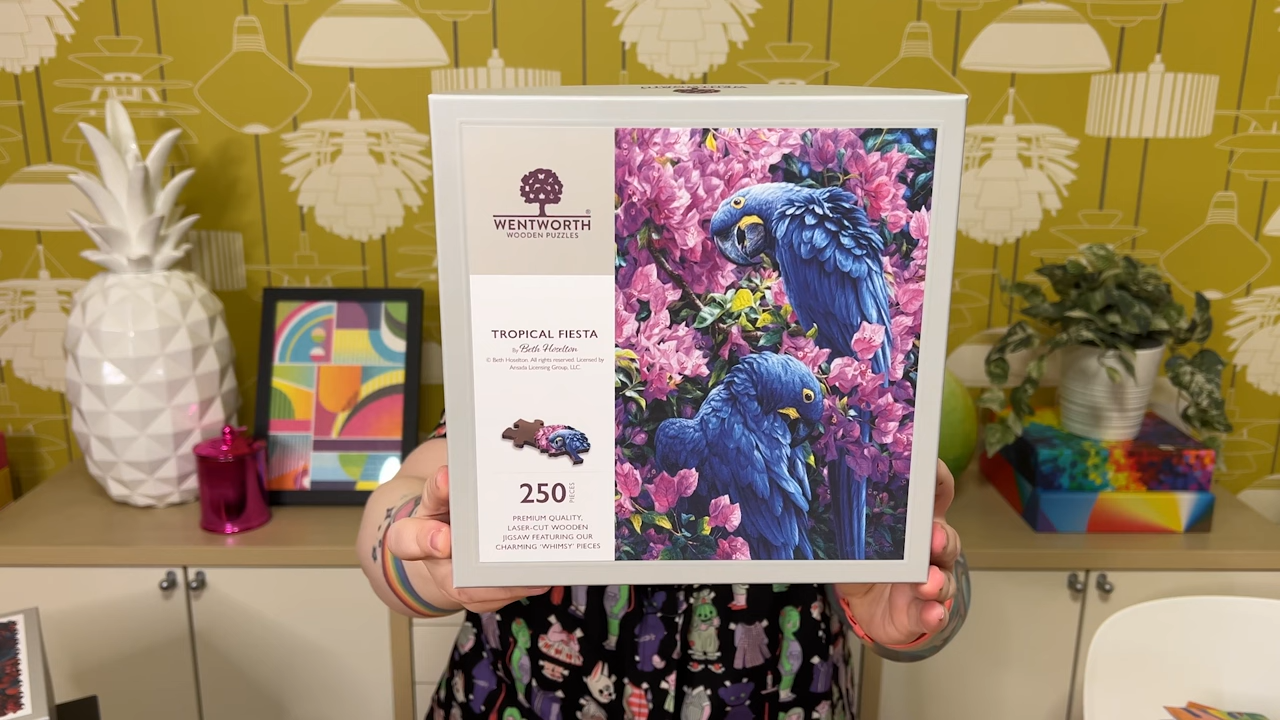 WENTWORTH®
WOODEN PUZZLES
TROPICAL FIESTA
by Beth Hoselton
© Beth Hoselton. All rights reserved. Licensed by
Artsada Licensing Group, LLC.
250 PIECES
PREMIUM QUALITY,
LASER-CUT WOODEN
JIGSAW FEATURING OUR
CHARMING 'WHIMSY' PIECES